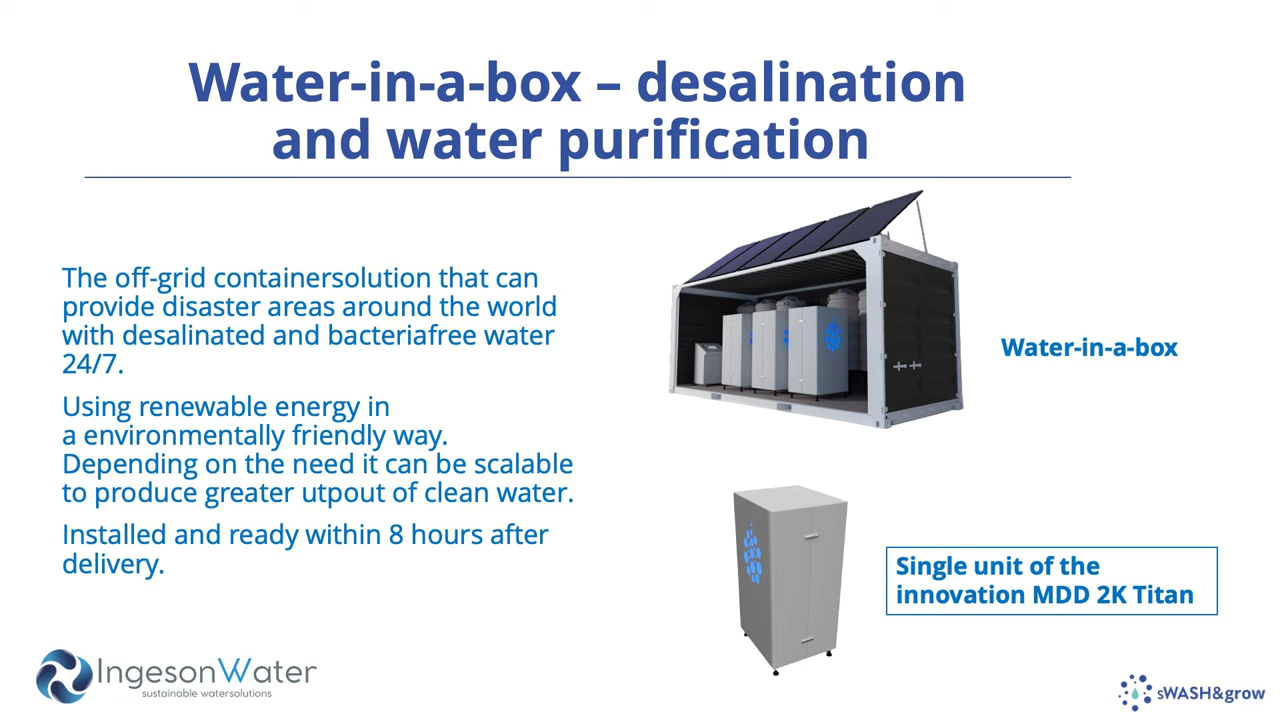 Water-in-a-box – desalination
and water purification
The off-grid containersolution that can
provide disaster areas around the world
with desalinated and bacteriafree water
24/7.
Using renewable energy in
a environmentally friendly way.
Depending on the need it can be scalable
to produce greater utpout of clean water.
Installed and ready within 8 hours after
delivery.
Water-in-a-box
Single unit of the
innovation MDD 2K Titan
IngesonWater
sustainable watersolutions
sWASH&grow